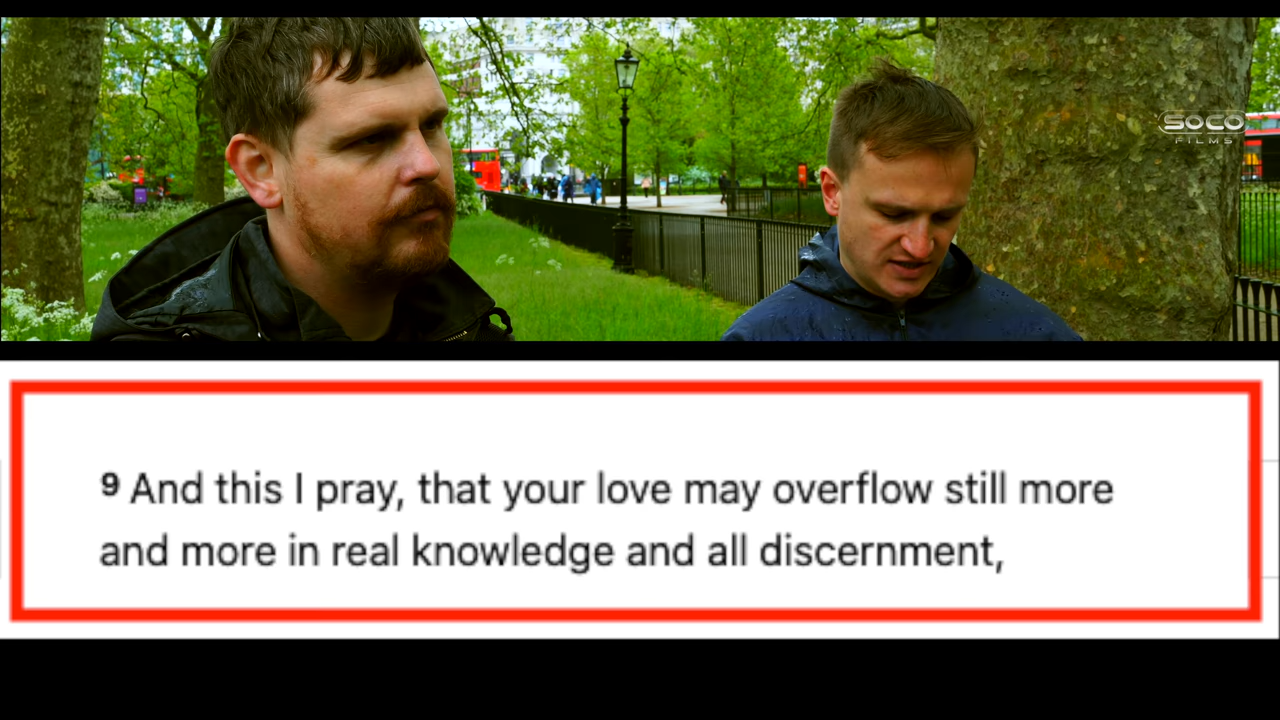 SOCO
FILMS
9 And this I pray, that your love may overflow still more
and more in real knowledge and all discernment,